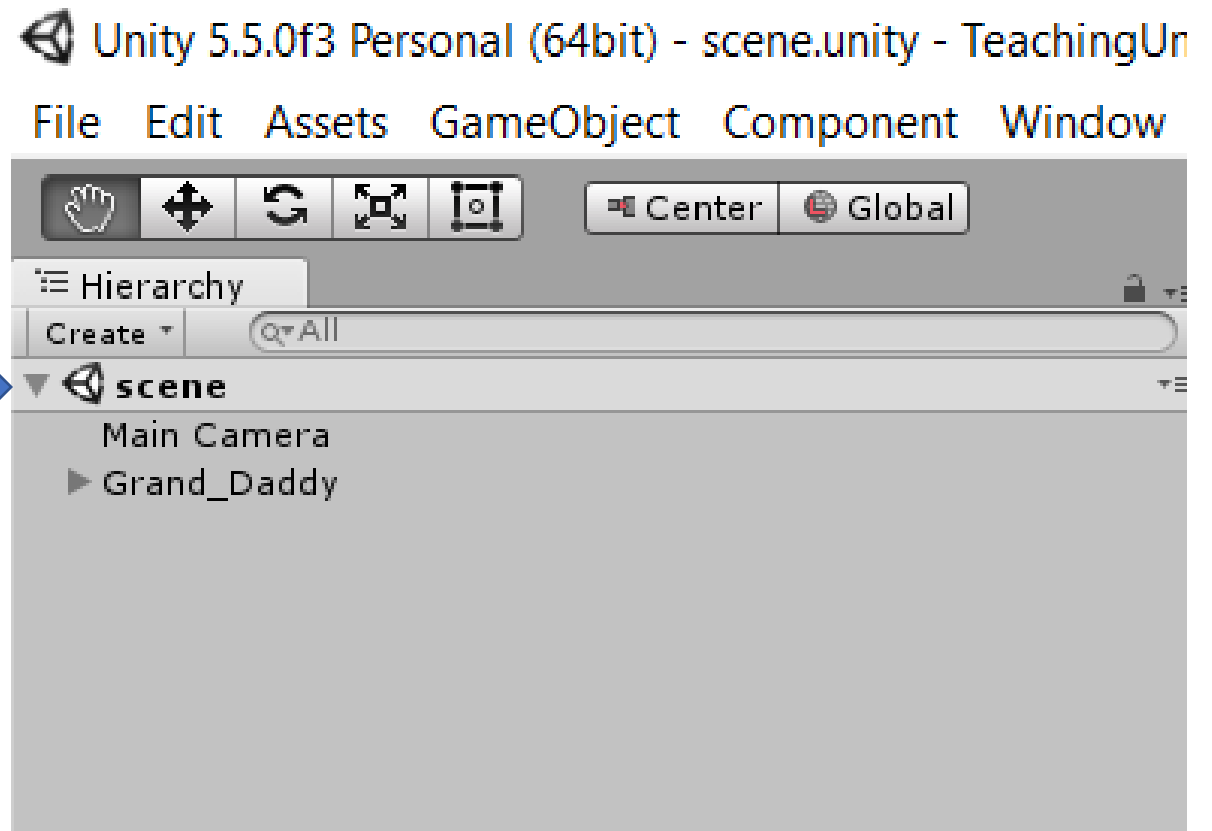 Unity 5.5.0f3 Personal (64bit) - scene.unity - TeachingUn
File Edit Assets GameObject Component Window
Center Global
Hierarchy
Create All
scene
Main Camera
Grand_Daddy